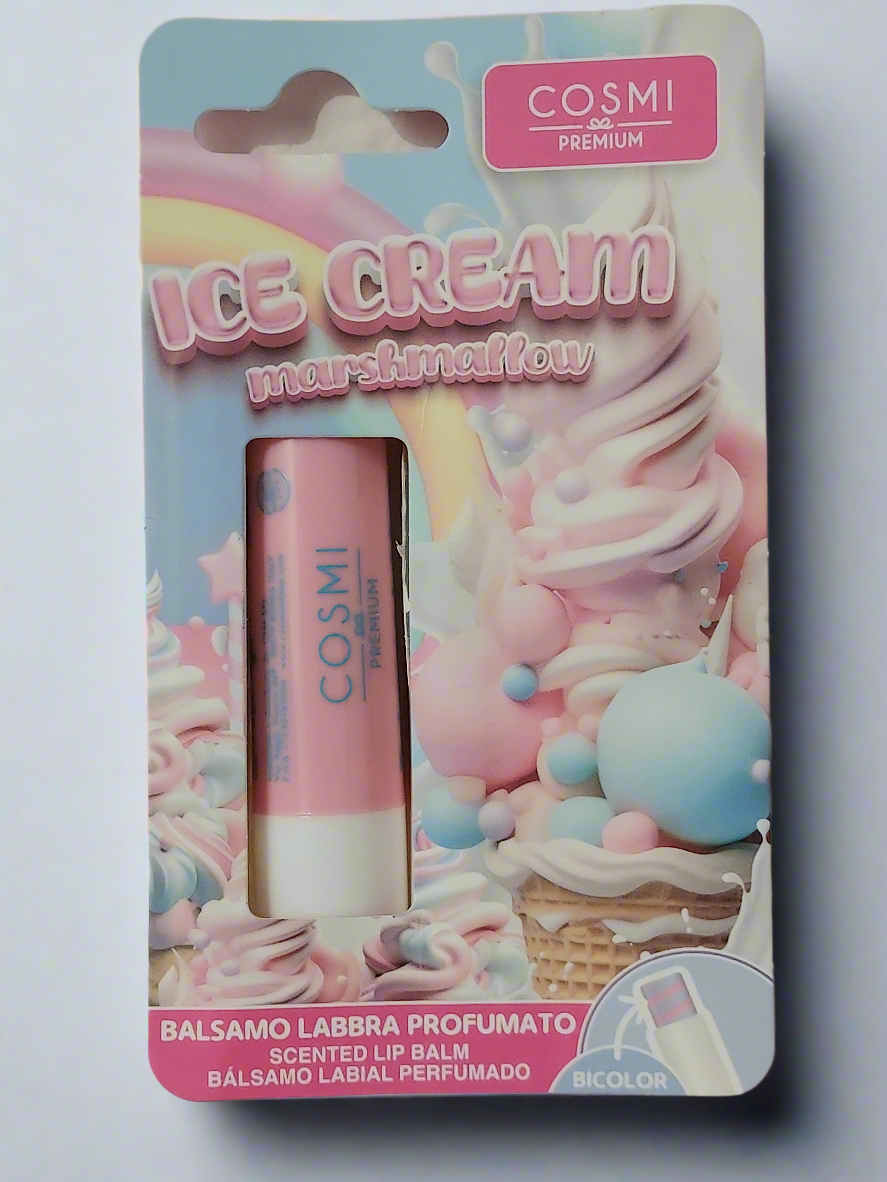 COSMI
PREMIUM
ICE CREAM
marshmallow
COSMI
PREMIUM
BALSAMO LABBRA PROFUMATO
SCENTED LIP BALM
BÁLSAMO LABIAL PERFUMADO
BICOLOR